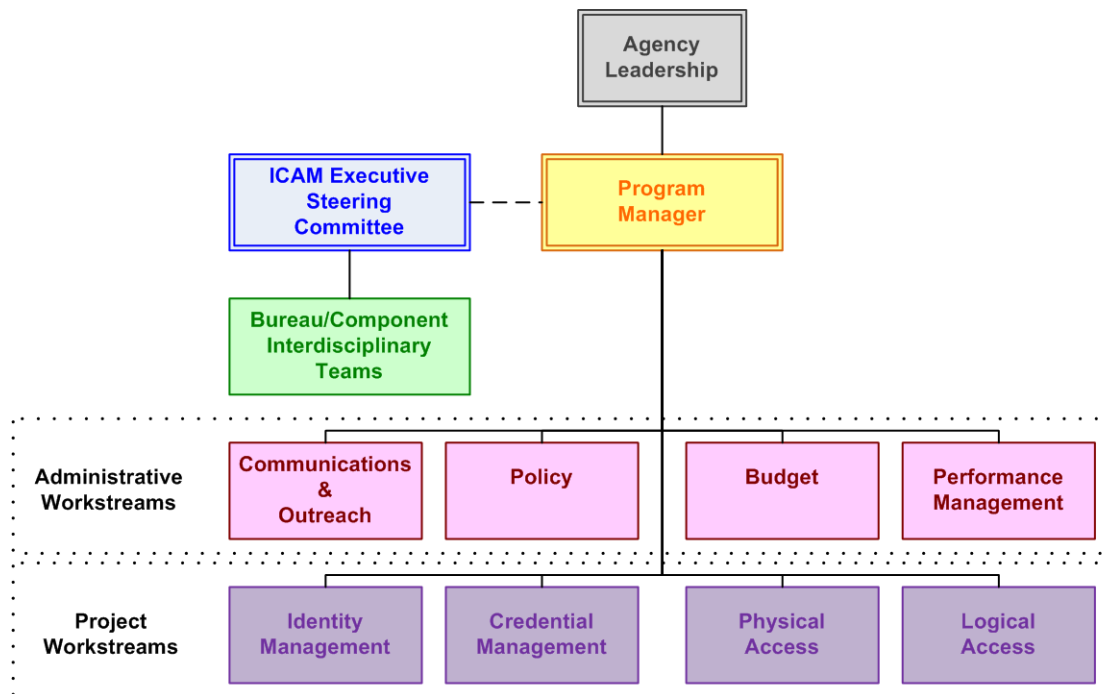 Agency
Leadership
ICAM Executive
Steering
Committee
Program
Manager
Bureau/Component
Interdisciplinary
Teams
Administrative
Workstreams
Communications
&
Outreach
Policy
Budget
Performance
Management
Project
Workstreams
Identity
Management
Credential
Management
Physical
Access
Logical
Access